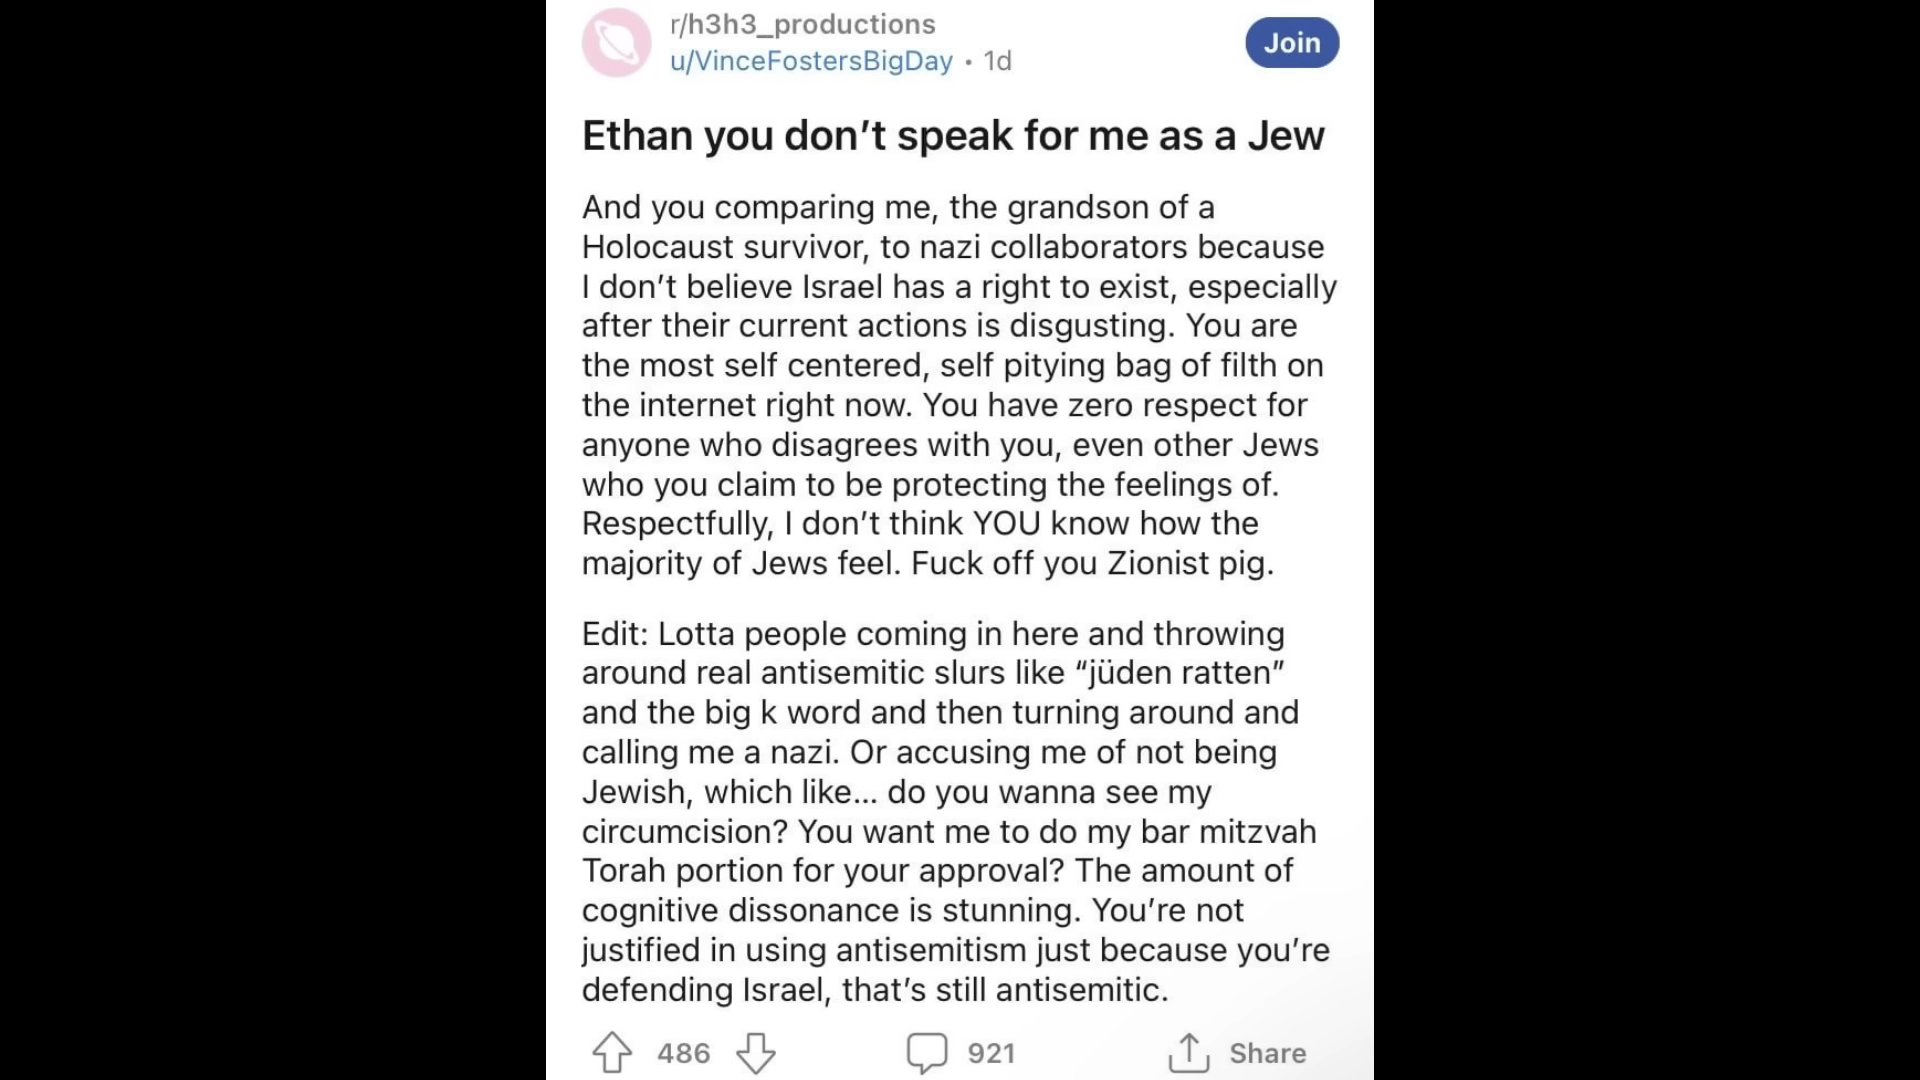 r/h3h3_productions
u/VinceFostersBigDay • 1d
Join
Ethan you don’t speak for me as a Jew
And you comparing me, the grandson of a
Holocaust survivor, to nazi collaborators because
I don’t believe Israel has a right to exist, especially
after their current actions is disgusting. You are
the most self centered, self pitying bag of filth on
the internet right now. You have zero respect for
anyone who disagrees with you, even other Jews
who you claim to be protecting the feelings of.
Respectfully, I don’t think YOU know how the
majority of Jews feel. Fuck off you Zionist pig.
Edit: Lotta people coming in here and throwing
around real antisemitic slurs like “jüden ratten”
and the big k word and then turning around and
calling me a nazi. Or accusing me of not being
Jewish, which like... do you wanna see my
circumcision? You want me to do my bar mitzvah
Torah portion for your approval? The amount of
cognitive dissonance is stunning. You’re not
justified in using antisemitism just because you’re
defending Israel, that’s still antisemitic.
486
921
Share